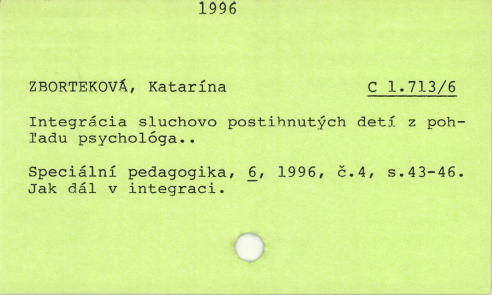 1996
ZBORTEKOVÁ, Katarína C 1.713/6
Integrácia sluchovo postihnutých detí z poh-
ľadu psychológa..
Speciální pedagogika, 6, 1996, č.4, s.43-46.
Jak dál v integraci.